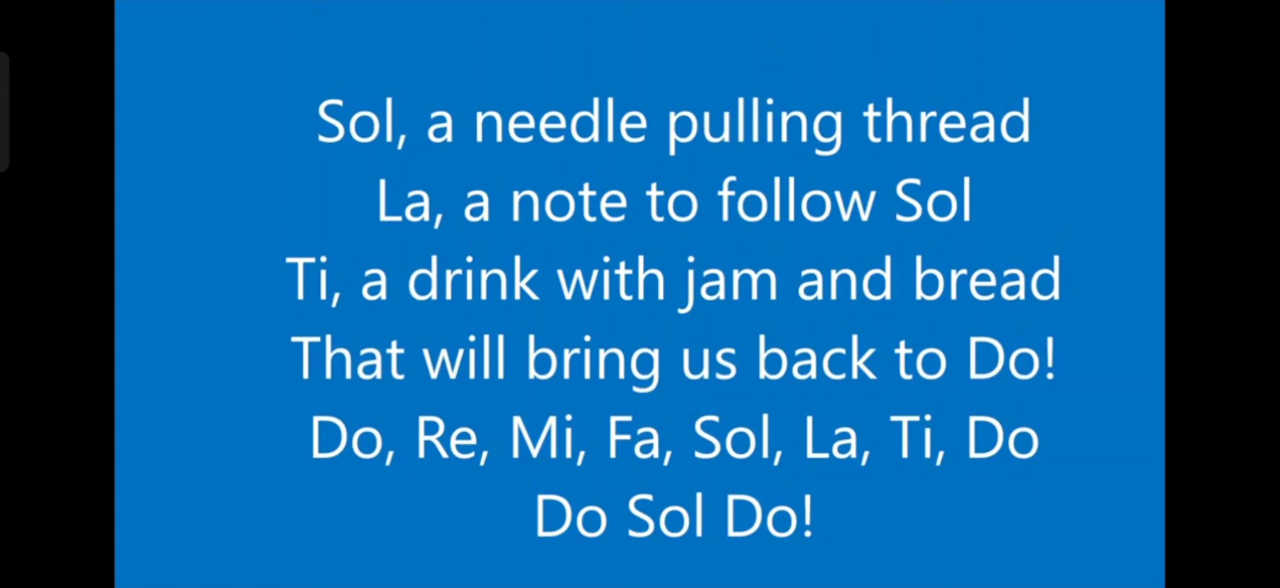 Sol, a needle pulling thread
La, a note to follow Sol
Ti, a drink with jam and bread
That will bring us back to Do!
Do, Re, Mi, Fa, Sol, La, Ti, Do
Do Sol Do!